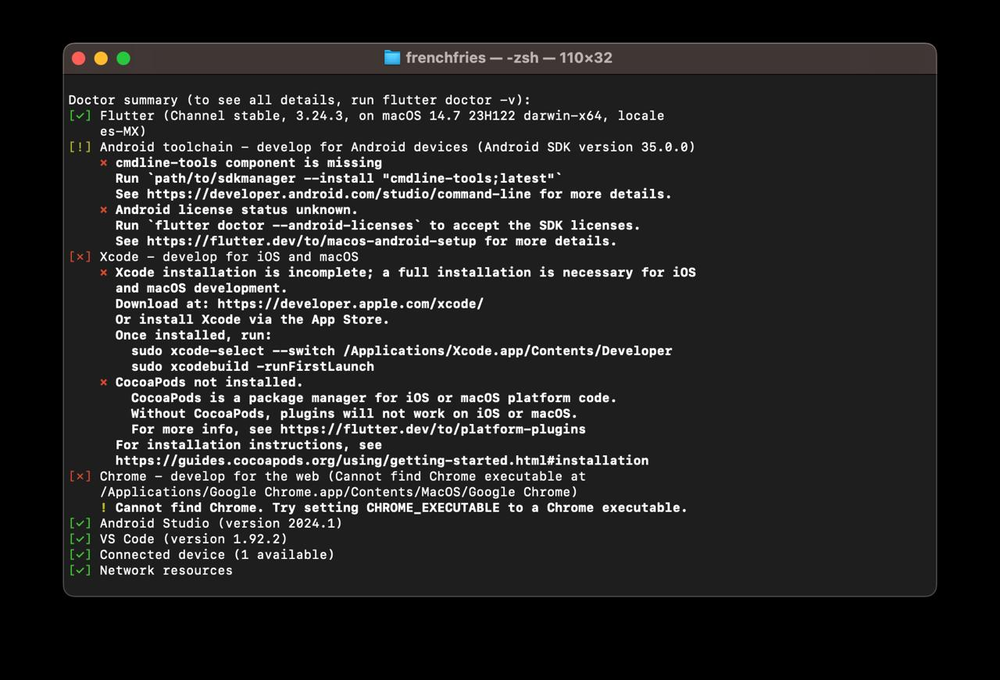 frenchfries — -zsh — 110×32
Doctor summary (to see all details, run flutter doctor -v):
[✓] Flutter (Channel stable, 3.24.3, on macOS 14.7 23H122 darwin-x64, locale
es-MX)
[!] Android toolchain - develop for Android devices (Android SDK version 35.0.0)
✗ cmdline-tools component is missing
Run `path/to/sdkmanager --install "cmdline-tools;latest"`
See https://developer.android.com/studio/command-line for more details.
✗ Android license status unknown.
Run `flutter doctor --android-licenses` to accept the SDK licenses.
See https://flutter.dev/to/macos-android-setup for more details.
[✗] Xcode - develop for iOS and macOS
✗ Xcode installation is incomplete; a full installation is necessary for iOS
and macOS development.
Download at: https://developer.apple.com/xcode/
Or install Xcode via the App Store.
Once installed, run:
sudo xcode-select --switch /Applications/Xcode.app/Contents/Developer
sudo xcodebuild -runFirstLaunch
✗ CocoaPods not installed.
CocoaPods is a package manager for iOS or macOS platform code.
Without CocoaPods, plugins will not work on iOS or macOS.
For more info, see https://flutter.dev/to/platform-plugins
For installation instructions, see
https://guides.cocoapods.org/using/getting-started.html#installation
[✗] Chrome - develop for the web (Cannot find Chrome executable at
/Applications/Google Chrome.app/Contents/MacOS/Google Chrome)
! Cannot find Chrome. Try setting CHROME_EXECUTABLE to a Chrome executable.
[✓] Android Studio (version 2024.1)
[✓] VS Code (version 1.92.2)
[✓] Connected device (1 available)
[✓] Network resources